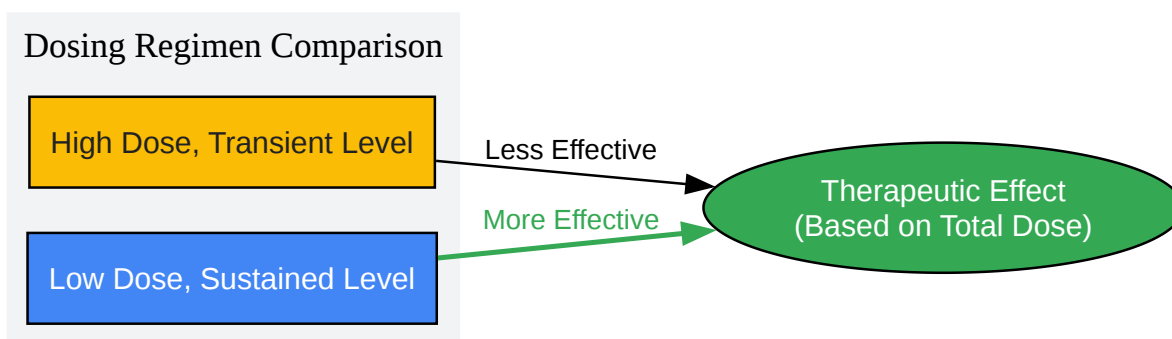 Dosing Regimen Comparison
High Dose, Transient Level
Less Effective
More Effective
Low Dose, Sustained Level
Therapeutic Effect
(Based on Total Dose)